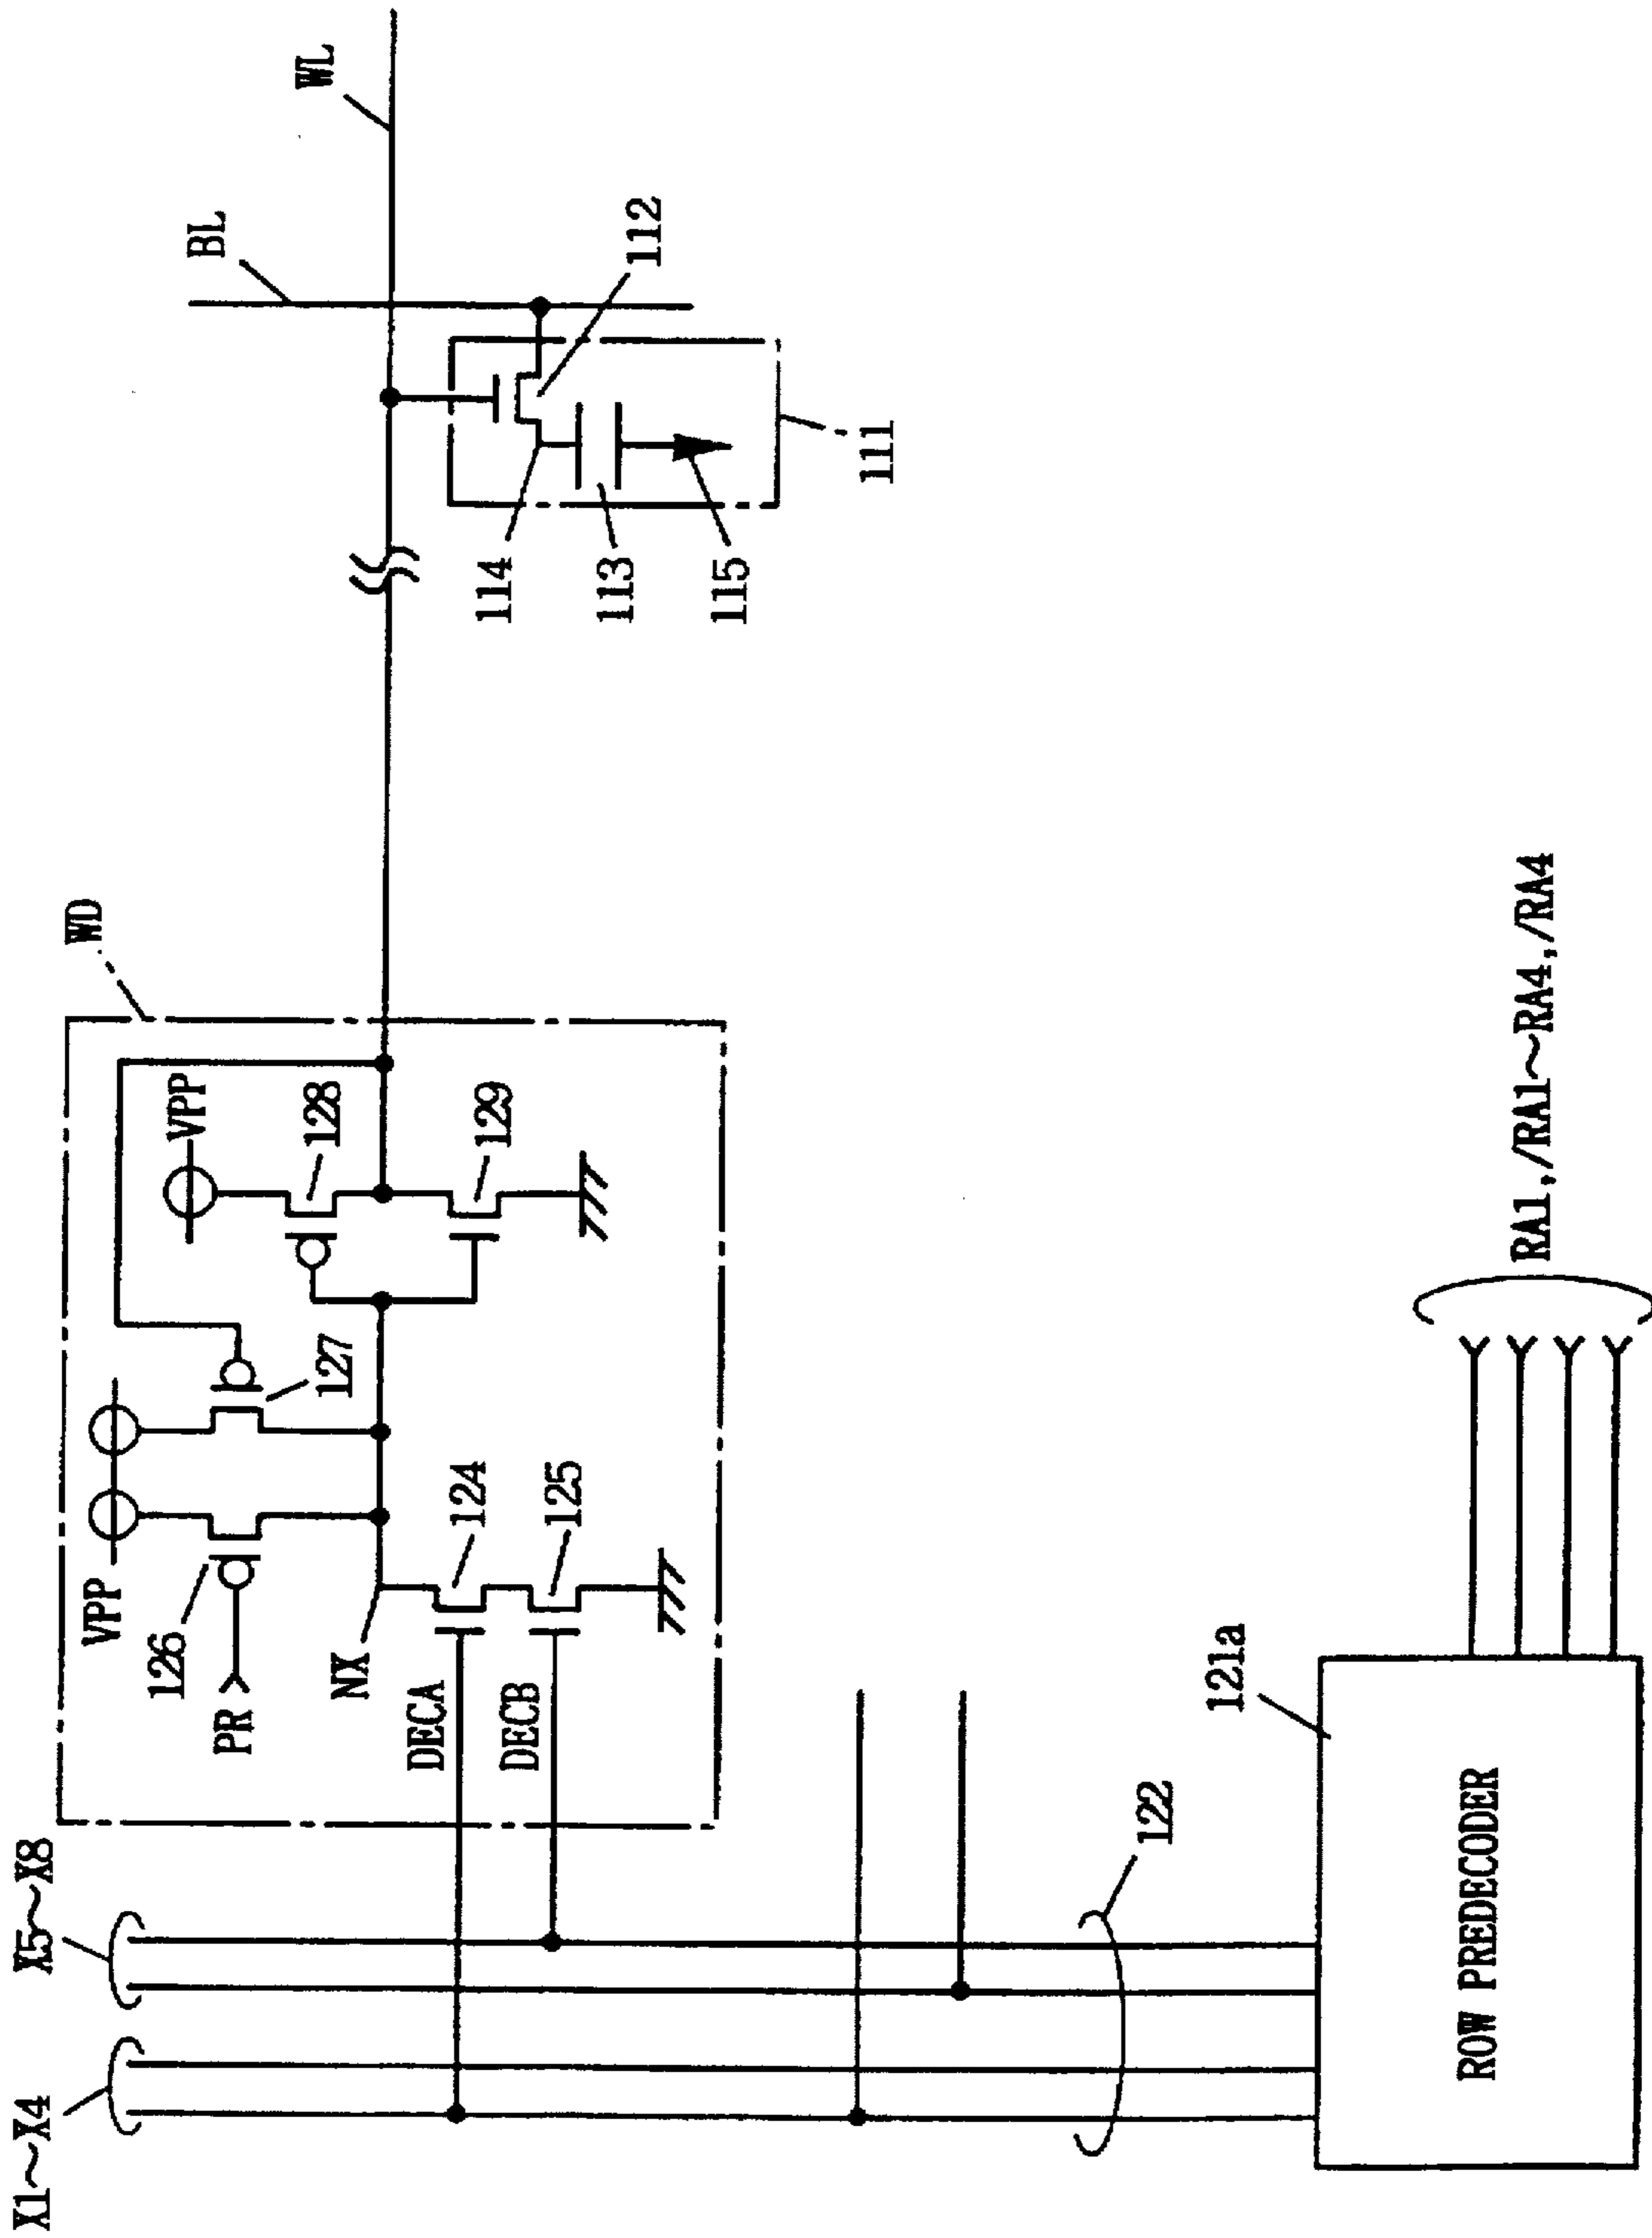 X1~X4
X5~X8
WD
VPP
VPP
126
127
128
PR
NX
124
129
DECA
DECB
125
BL
WL
112
114
113
115
111
122
121a
ROW PREDECODER
RA1,/RA1~RA4,/RA4